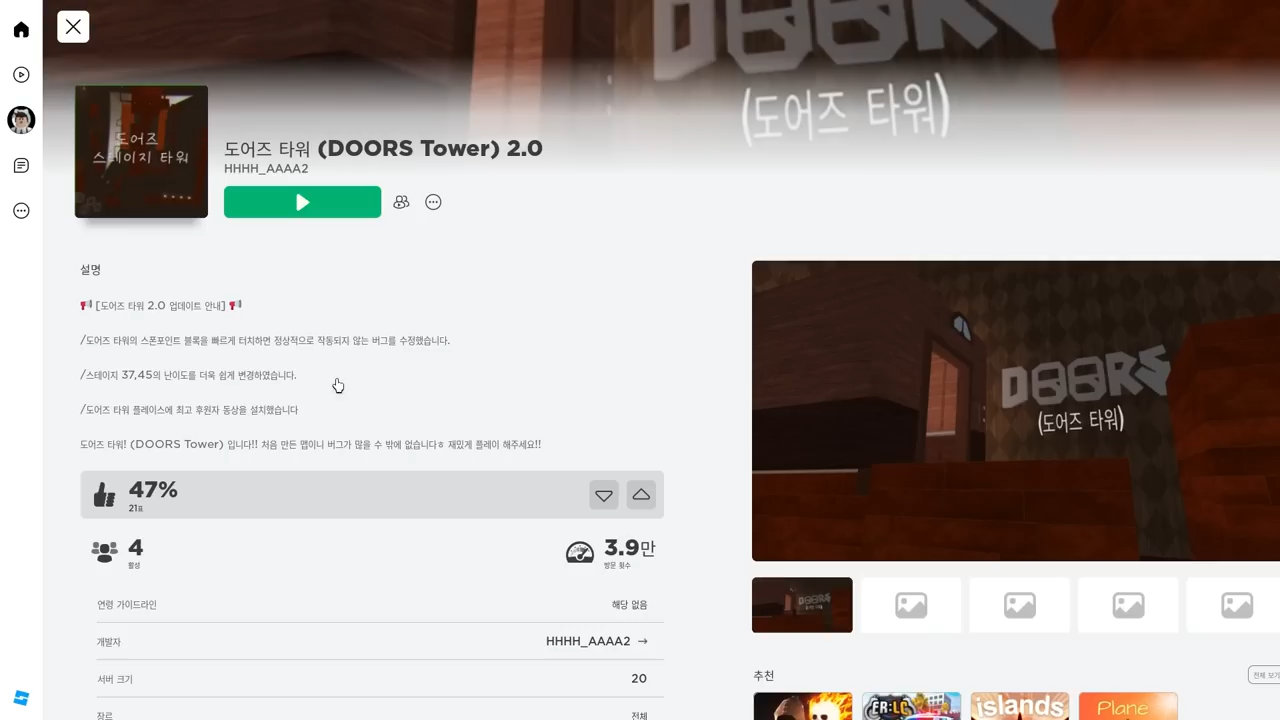 DOORS
(도어즈 타워)
도어즈
스테이지 타워
도어즈 타워 (DOORS Tower) 2.0
HHHH_AAAA2
설명
[도어즈 타워 2.0 업데이트 안내]
/도어즈 타워의 스폰포인트 블록을 빠르게 터치하면 정상적으로 작동되지 않는 버그를 수정했습니다.
/스테이지 37,45의 난이도를 더욱 쉽게 변경하였습니다.
/도어즈 타워 플레이스에 최고 후원자 동상을 설치했습니다
도어즈 타워! (DOORS Tower) 입니다!! 처음 만든 맵이니 버그가 많을 수 밖에 없습니다ㅎ 재밌게 플레이 해주세요!!
47%
21표
4
활성
3.9만
방문 횟수
연령 가이드라인
해당 없음
개발자
HHHH_AAAA2 →
서버 크기
20
장르
전체
DOORS
(도어즈 타워)
추천
전체 보기
ER:LC
islands
Plane